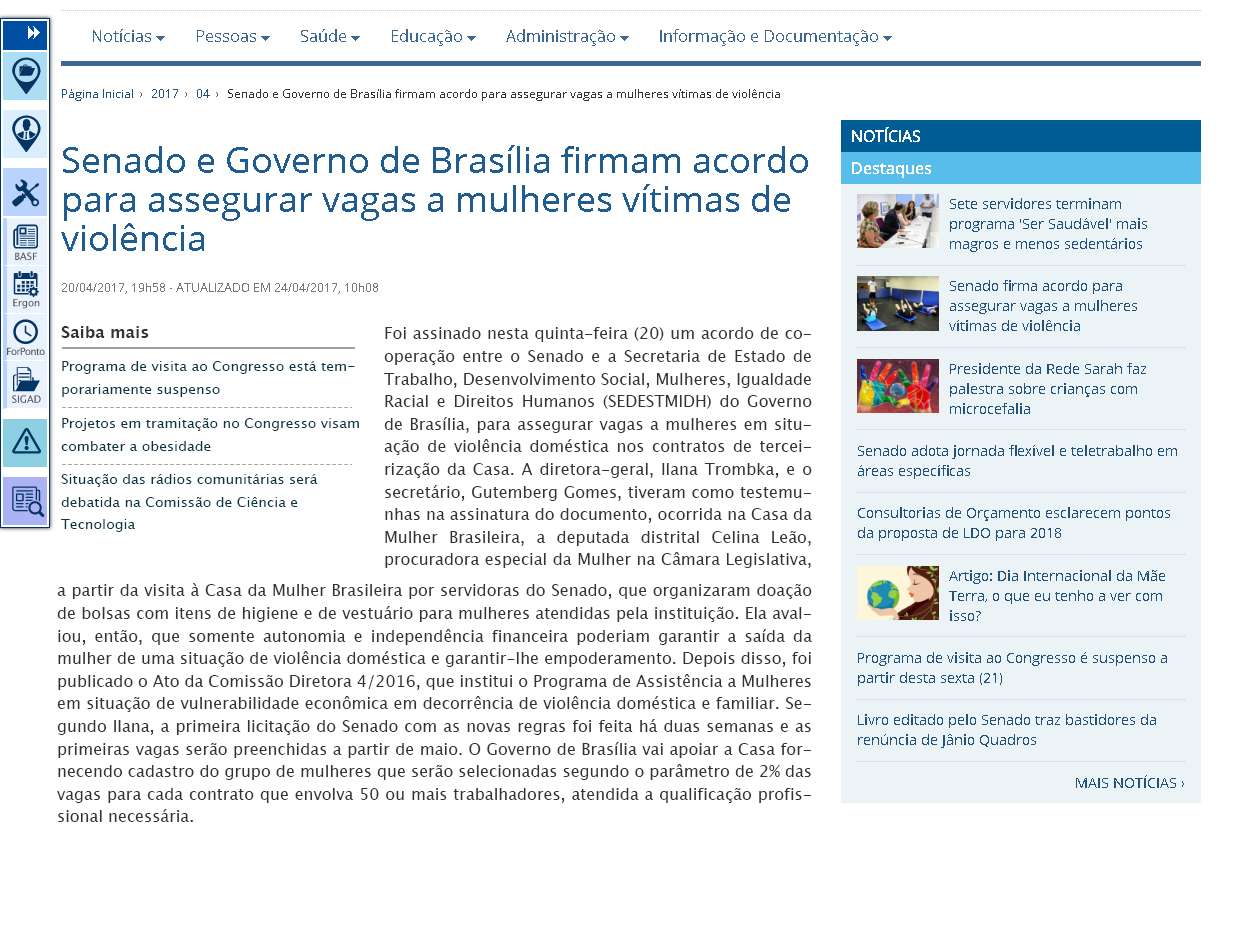 Notícias Pessoas Saúde Educação Administração Informação e Documentação
Página Inicial › 2017 › 04 › Senado e Governo de Brasília firmam acordo para assegurar vagas a mulheres vítimas de violência
BASF
Ergon
ForPonto
SIGAD
Senado e Governo de Brasília firmam acordo
para assegurar vagas a mulheres vítimas de
violência
20/04/2017, 19h58 - ATUALIZADO EM 24/04/2017, 10h08
Saiba mais
Programa de visita ao Congresso está tem-
porariamente suspenso
Projetos em tramitação no Congresso visam
combater a obesidade
Situação das rádios comunitárias será
debatida na Comissão de Ciência e
Tecnologia
Foi assinado nesta quinta-feira (20) um acordo de co-
operação entre o Senado e a Secretaria de Estado de
Trabalho, Desenvolvimento Social, Mulheres, Igualdade
Racial e Direitos Humanos (SEDESTMIDH) do Governo
de Brasília, para assegurar vagas a mulheres em situ-
ação de violência doméstica nos contratos de tercei-
rização da Casa. A diretora-geral, Ilana Trombka, e o
secretário, Gutemberg Gomes, tiveram como testemu-
nhas na assinatura do documento, ocorrida na Casa da
Mulher Brasileira, a deputada distrital Celina Leão,
procuradora especial da Mulher na Câmara Legislativa,
a partir da visita à Casa da Mulher Brasileira por servidoras do Senado, que organizaram doação
de bolsas com itens de higiene e de vestuário para mulheres atendidas pela instituição. Ela aval-
iou, então, que somente autonomia e independência financeira poderiam garantir a saída da
mulher de uma situação de violência doméstica e garantir-lhe empoderamento. Depois disso, foi
publicado o Ato da Comissão Diretora 4/2016, que institui o Programa de Assistência a Mulheres
em situação de vulnerabilidade econômica em decorrência de violência doméstica e familiar. Se-
gundo Ilana, a primeira licitação do Senado com as novas regras foi feita há duas semanas e as
primeiras vagas serão preenchidas a partir de maio. O Governo de Brasília vai apoiar a Casa for-
necendo cadastro do grupo de mulheres que serão selecionadas segundo o parâmetro de 2% das
vagas para cada contrato que envolva 50 ou mais trabalhadores, atendida a qualificação profis-
sional necessária.
NOTÍCIAS
Destaques
Sete servidores terminam
programa 'Ser Saudável' mais
magros e menos sedentários
Senado firma acordo para
assegurar vagas a mulheres
vítimas de violência
Presidente da Rede Sarah faz
palestra sobre crianças com
microcefalia
Senado adota jornada flexível e teletrabalho em
áreas específicas
Consultorias de Orçamento esclarecem pontos
da proposta de LDO para 2018
Artigo: Dia Internacional da Mãe
Terra, o que eu tenho a ver com
isso?
Programa de visita ao Congresso é suspenso a
partir desta sexta (21)
Livro editado pelo Senado traz bastidores da
renúncia de Jânio Quadros
MAIS NOTÍCIAS ›